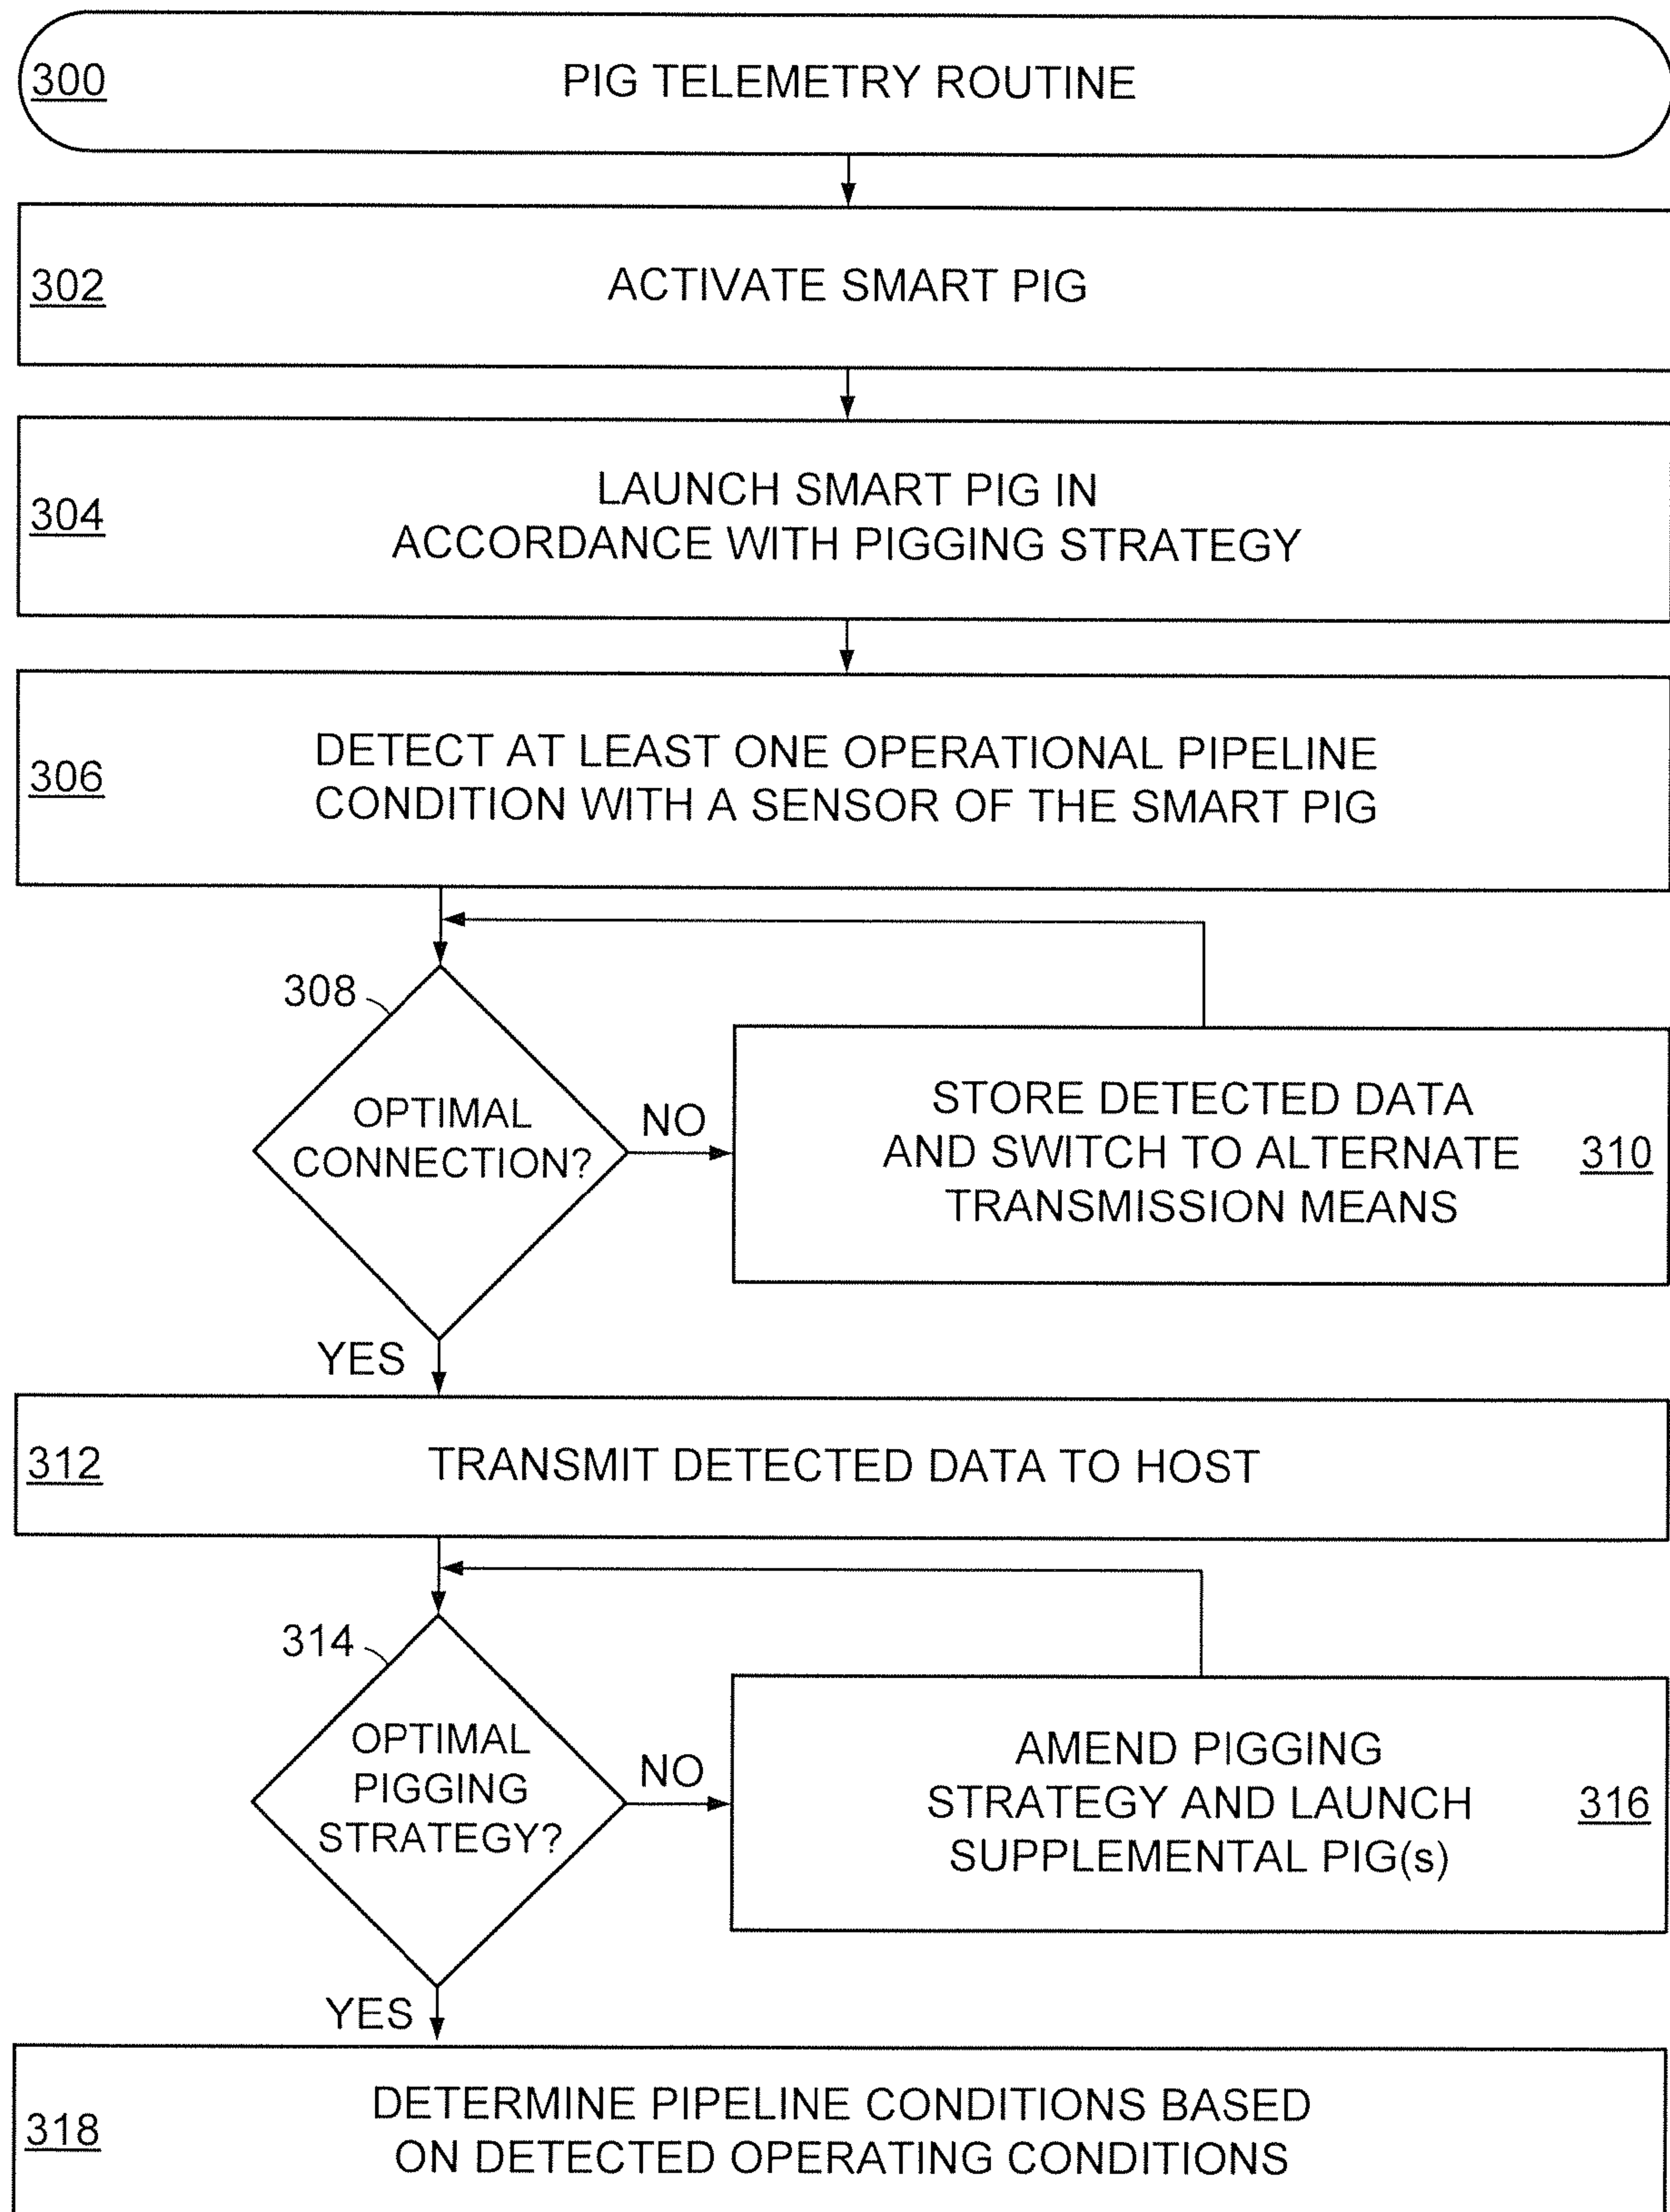 300
PIG TELEMETRY ROUTINE
302
ACTIVATE SMART PIG
304
LAUNCH SMART PIG IN
ACCORDANCE WITH PIGGING STRATEGY
306
DETECT AT LEAST ONE OPERATIONAL PIPELINE
CONDITION WITH A SENSOR OF THE SMART PIG
308
OPTIMAL
CONNECTION?
NO
STORE DETECTED DATA
AND SWITCH TO ALTERNATE
TRANSMISSION MEANS
310
YES
312
TRANSMIT DETECTED DATA TO HOST
314
OPTIMAL
PIGGING
STRATEGY?
NO
AMEND PIGGING
STRATEGY AND LAUNCH
SUPPLEMENTAL PIG(s)
316
YES
318
DETERMINE PIPELINE CONDITIONS BASED
ON DETECTED OPERATING CONDITIONS